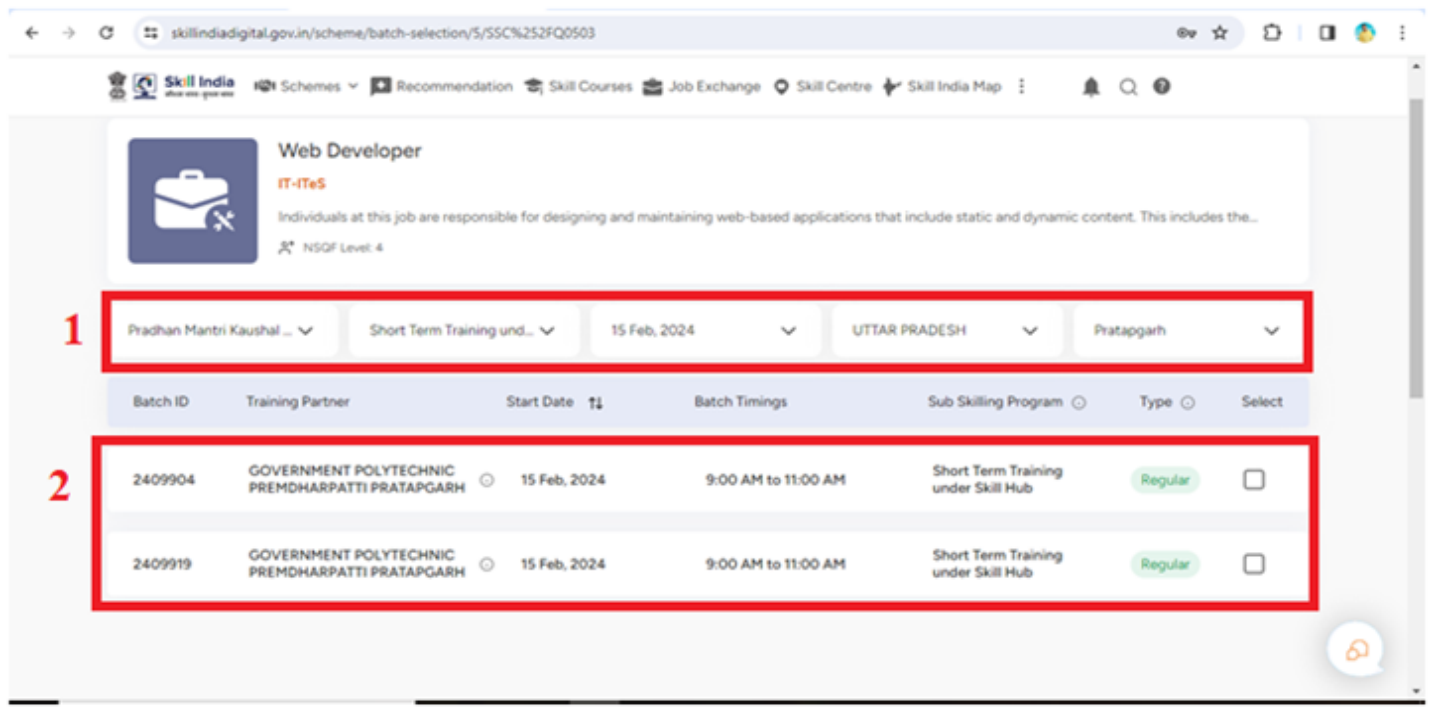 skillindiadigital.gov.in/scheme/batch-selection/5/SSC%252FQ0503
Skill India Schemes Recommendation Skill Courses Job Exchange Skill Centre Skill India Map
Web Developer
IT-ITeS
Individuals at this job are responsible for designing and maintaining web-based applications that include static and dynamic content. This includes the...
NSQF Level: 4
1
Pradhan Mantri Kaushal ... Short Term Training und... 15 Feb, 2024 UTTAR PRADESH Pratapgarh
Batch ID Training Partner Start Date Batch Timings Sub Skilling Program Type Select
2
2409904 GOVERNMENT POLYTECHNIC PREMDHARPATTI PRATAPGARH 15 Feb, 2024 9:00 AM to 11:00 AM Short Term Training under Skill Hub Regular
2409919 GOVERNMENT POLYTECHNIC PREMDHARPATTI PRATAPGARH 15 Feb, 2024 9:00 AM to 11:00 AM Short Term Training under Skill Hub Regular